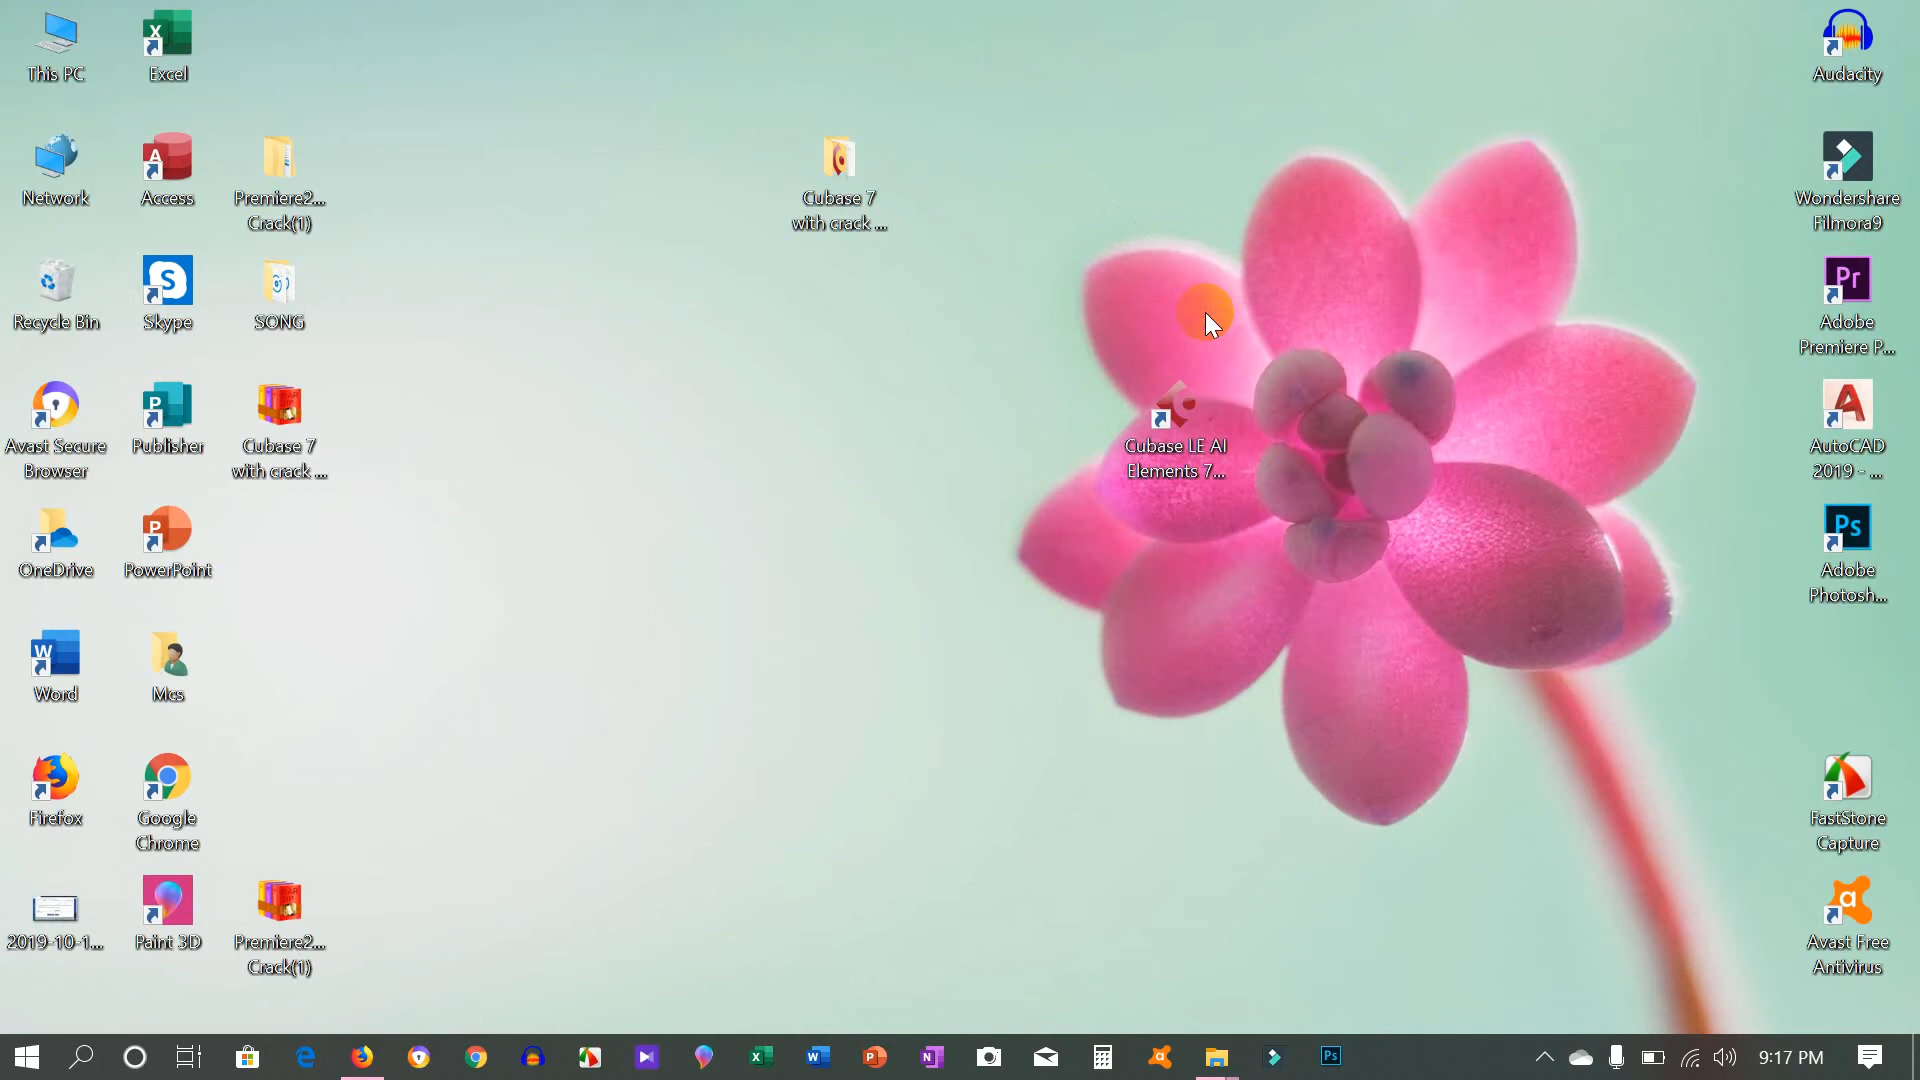 This PC
Excel
Audacity
Network
Access
Premiere2...
Crack(1)
Cubase 7
with crack ...
Wondershare
Filmora9
Recycle Bin
Skype
SONG
Adobe
Premiere P...
Avast Secure
Browser
Publisher
Cubase 7
with crack ...
Cubase LE AI
Elements 7...
AutoCAD
2019 - ...
OneDrive
PowerPoint
Adobe
Photosh...
Word
Mcs
Firefox
Google
Chrome
FastStone
Capture
2019-10-1...
Paint 3D
Premiere2...
Crack(1)
Avast Free
Antivirus
9:17 PM